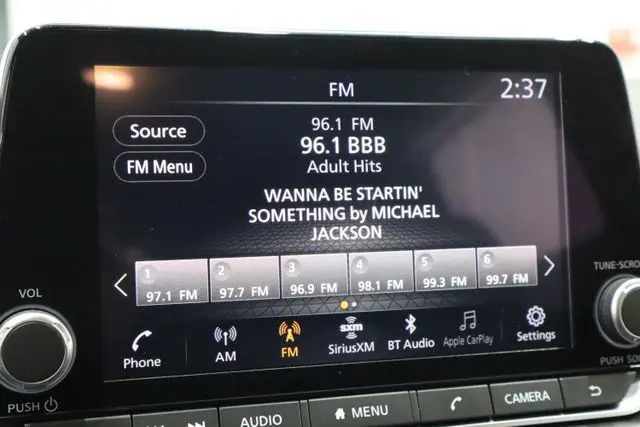 FM
2:37
Source
96.1 FM
96.1 BBB
FM Menu
Adult Hits
WANNA BE STARTIN'
SOMETHING by MICHAEL
JACKSON
1 2 3 4 5 6
97.1 FM 97.7 FM 96.9 FM 98.1 FM 99.3 FM 99.7 FM
VOL
TUNE-SCROLL
Phone
AM
A
FM
sxm
SiriusXM
BT Audio
Apple CarPlay
Settings
PUSH
PUSH
AUDIO
MENU
CAMERA